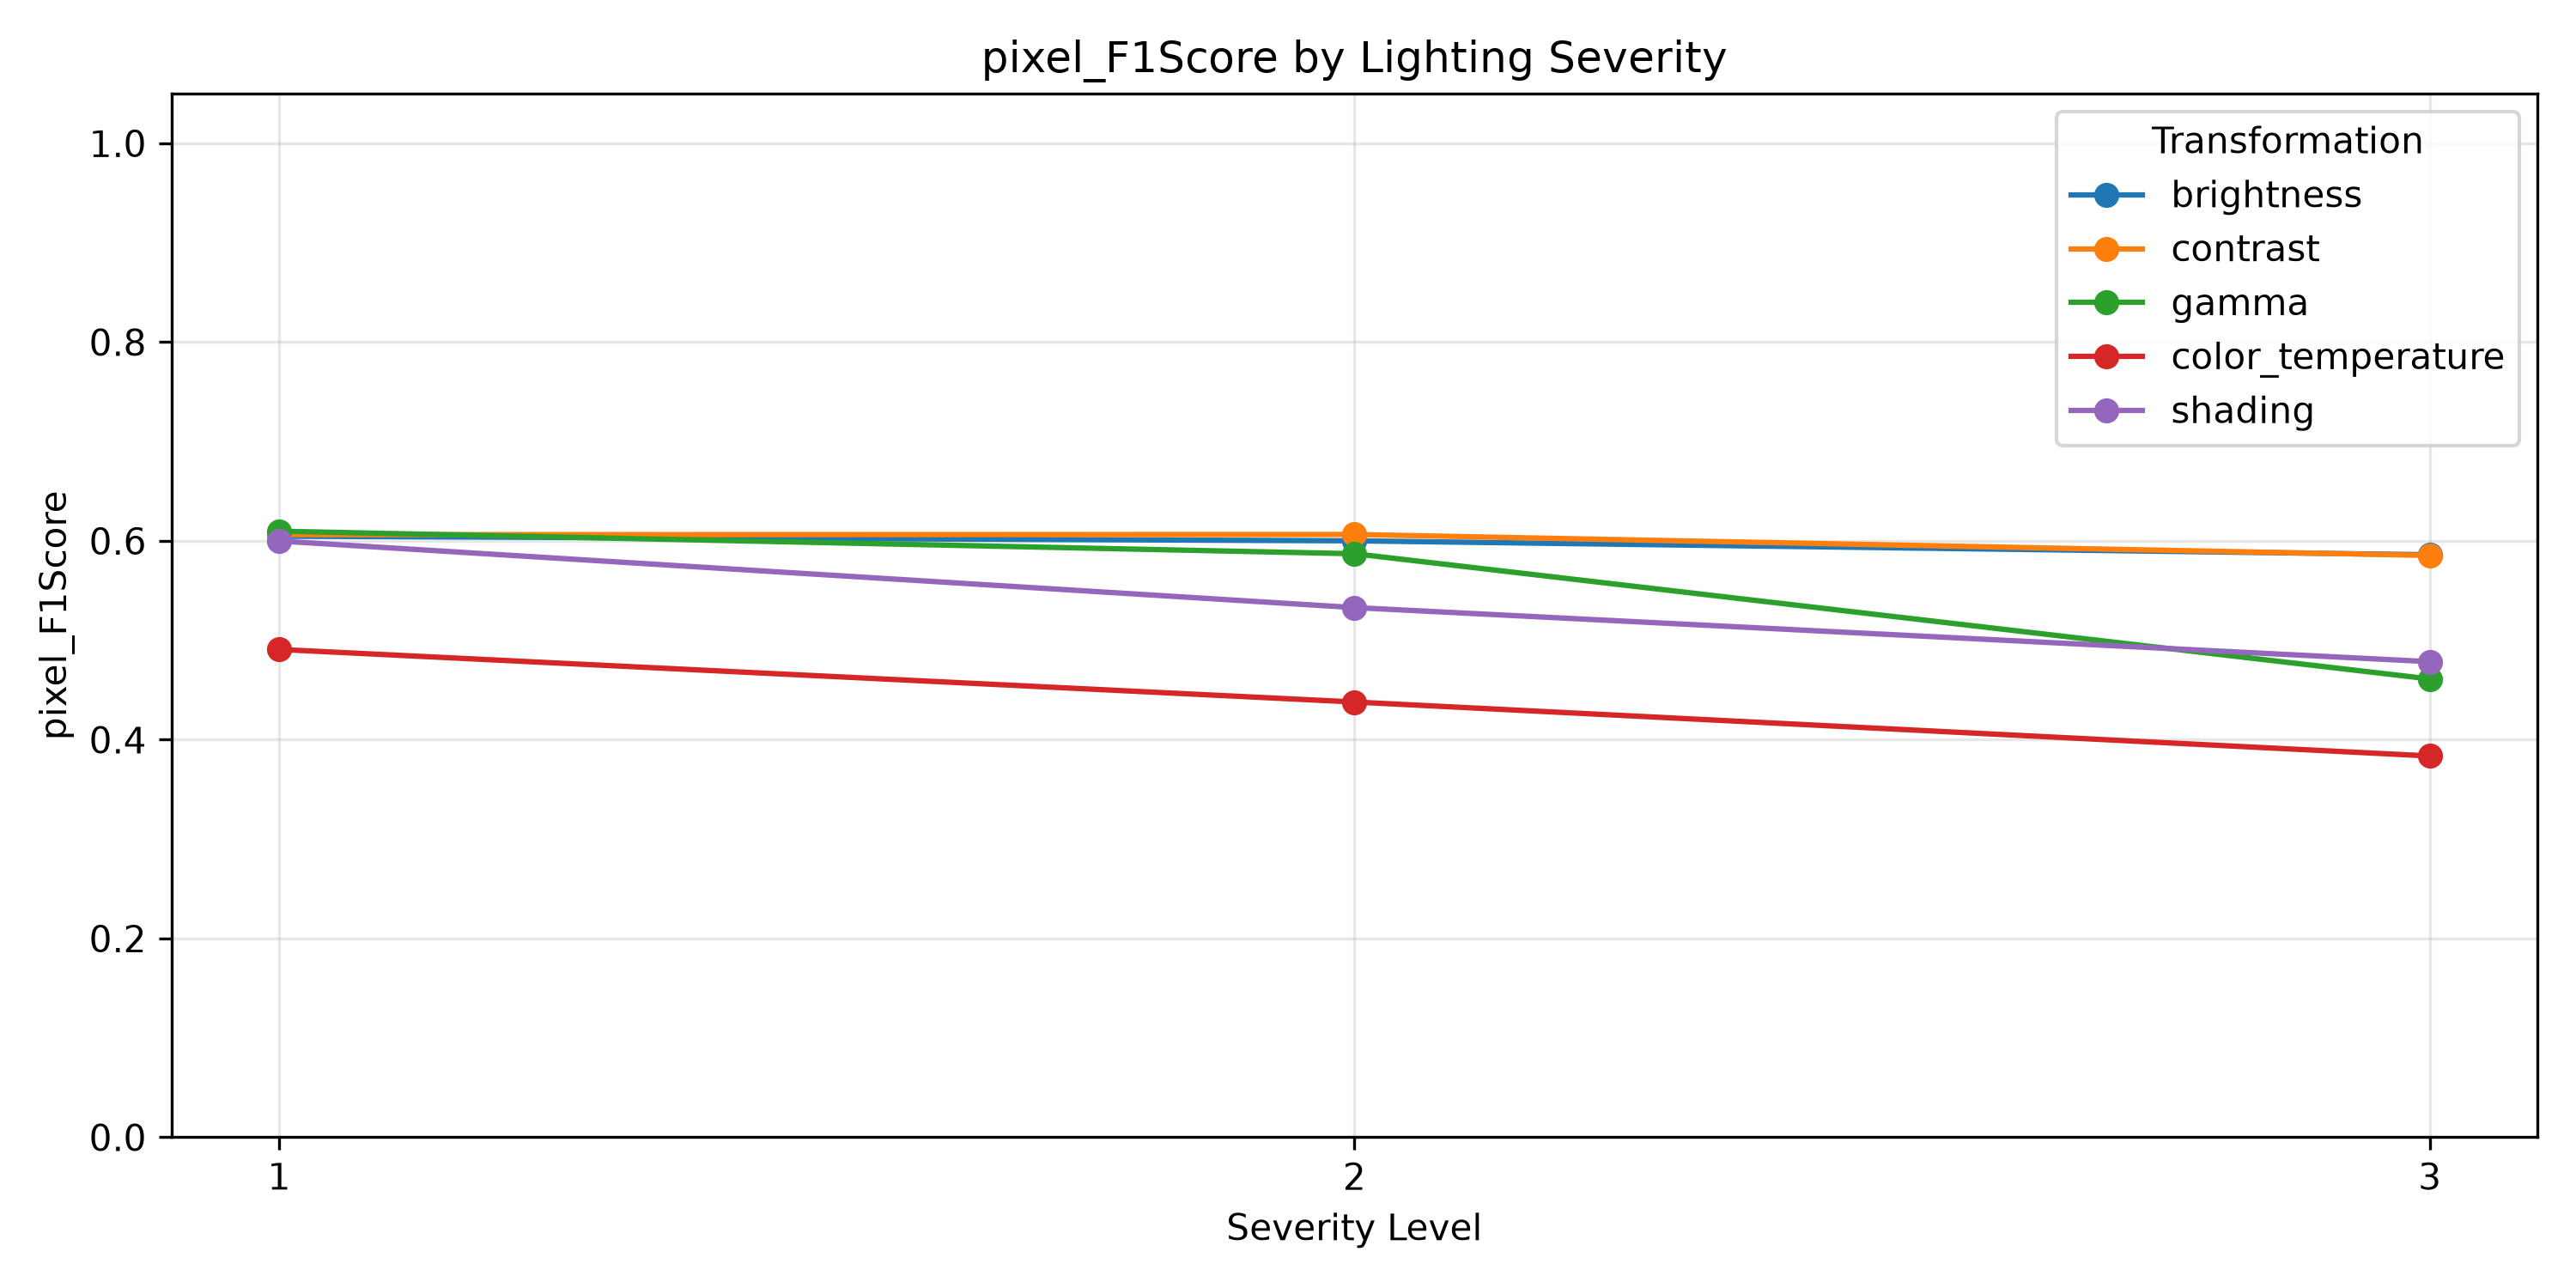 pixel_F1Score by Lighting Severity
1.0
0.8
0.6
0.4
0.2
0.0
pixel_F1Score
1
2
3
Severity Level
Transformation
brightness
contrast
gamma
color_temperature
shading